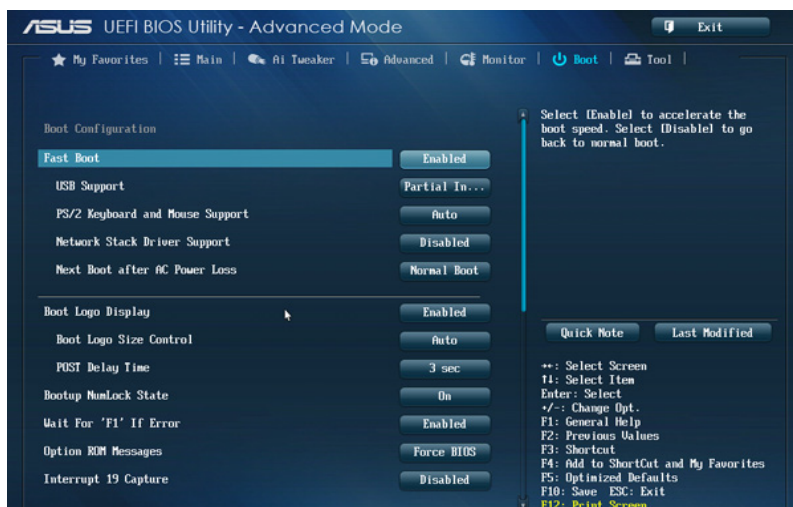 ASUS UEFI BIOS Utility - Advanced Mode
Exit
My Favorites | Main | Ai Tweaker | Advanced | Monitor | Boot | Tool |
Boot Configuration
Fast Boot Enabled
USB Support Partial In...
PS/2 Keyboard and Mouse Support Auto
Network Stack Driver Support Disabled
Next Boot after AC Power Loss Normal Boot
Boot Logo Display Enabled
Boot Logo Size Control Auto
POST Delay Time 3 sec
Bootup NumLock State On
Wait For 'F1' If Error Enabled
Option ROM Messages Force BIOS
Interrupt 19 Capture Disabled
Select [Enable] to accelerate the
boot speed. Select [Disable] to go
back to normal boot.
Quick Note Last Modified
→←: Select Screen
↑↓: Select Item
Enter: Select
+/-: Change Opt.
F1: General Help
F2: Previous Values
F3: Shortcut
F4: Add to ShortCut and My Favorites
F5: Optimized Defaults
F10: Save ESC: Exit
F12: Print Screen